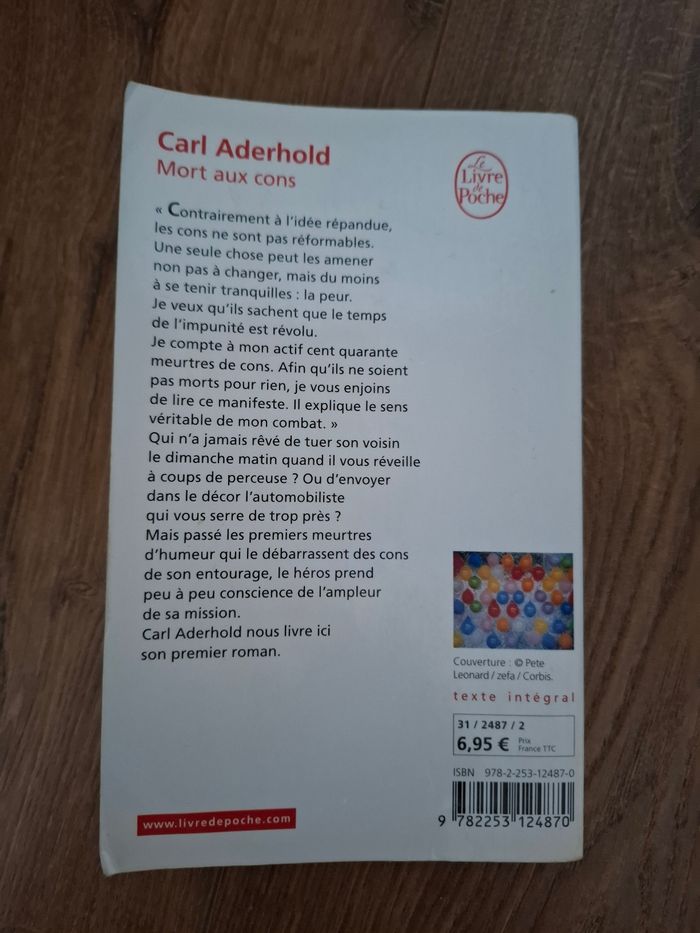 Carl Aderhold
Mort aux cons
Le
Livre
de
Poche
« Contrairement à l'idée répandue,
les cons ne sont pas réformables.
Une seule chose peut les amener
non pas à changer, mais du moins
à se tenir tranquilles : la peur.
Je veux qu'ils sachent que le temps
de l'impunité est révolu.
Je compte à mon actif cent quarante
meurtres de cons. Afin qu'ils ne soient
pas morts pour rien, je vous enjoins
de lire ce manifeste. Il explique le sens
véritable de mon combat. »
Qui n'a jamais rêvé de tuer son voisin
le dimanche matin quand il vous réveille
à coups de perceuse ? Ou d'envoyer
dans le décor l'automobiliste
qui vous serre de trop près ?
Mais passé les premiers meurtres
d'humeur qui le débarrassent des cons
de son entourage, le héros prend
peu à peu conscience de l'ampleur
de sa mission.
Carl Aderhold nous livre ici
son premier roman.
Couverture : © Pete
Leonard / zefa / Corbis.
texte intégral
31 / 2487 / 2
6,95 € Prix
France TTC
ISBN 978-2-253-12487-0
9 782253 124870
www.livredepoche.com